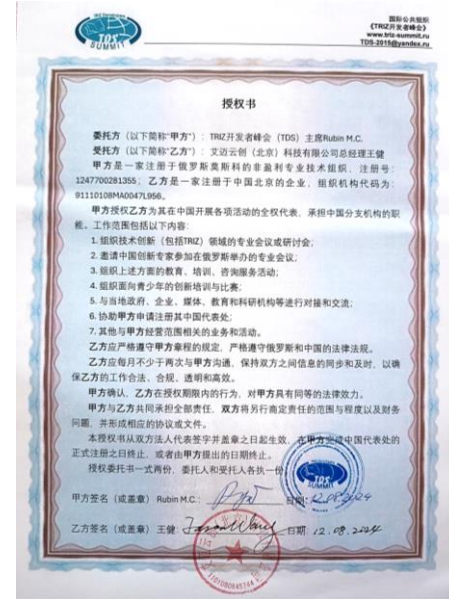 TDS
SUMMIT
国际公共组织
《TRIZ开发者峰会》
www.triz-summit.ru
TDS-2019@yandex.ru
授权书
委托方（以下简称“甲方”）：TRIZ开发者峰会（TDS）主席Rubin M.C.
受托方（以下简称“乙方”）：艾迈云创（北京）科技有限公司总经理王健
甲方是一家注册于俄罗斯莫斯科的非盈利专业技术组织，注册号：
1247700281355；乙方是一家注册于中国北京的企业，组织机构代码为：
91110108MA0047L956。
甲方授权乙方为其在中国开展各项活动的全权代表，承担中国分支机构的职
能。工作范围包括以下内容：
1. 组织技术创新（包括TRIZ）领域的专业会议或研讨会；
2. 邀请中国创新专家参加在俄罗斯举办的专业会议；
3. 组织上述方面的教育、培训、咨询服务活动；
4. 组织面向青少年的创新培训与比赛；
5. 与当地政府、企业、媒体、教育和科研机构等进行对接和交流；
6. 协助甲方申请注册其中国代表处；
7. 其他与甲方经营范围相关的业务和活动。
乙方应严格遵守甲方章程的规定，严格遵守俄罗斯和中国的法律法规。
乙方应每月不少于两次与甲方沟通，保持双方之间信息的同步和及时，以确
保乙方的工作合法、合规、透明和高效。
甲方确认，乙方在授权期限内的行为，对甲方具有同等的法律效力。
甲方与乙方共同承担全部责任，双方将另行商定责任的范围与程度以及财务
问题，并形成相应的协议或文件。
本授权书从双方法人代表签字并盖章之日起生效，在甲方完成中国代表处的
正式注册之日终止，或者由甲方提出的日期终止。
授权委托书一式两份，委托人和受托人各执一份。
TDS
SUMMIT
甲方签名（或盖章）Rubin M.C.： 日期：12.08.2024
乙方签名（或盖章）王健： Jason Wang 日期 12.08.2024